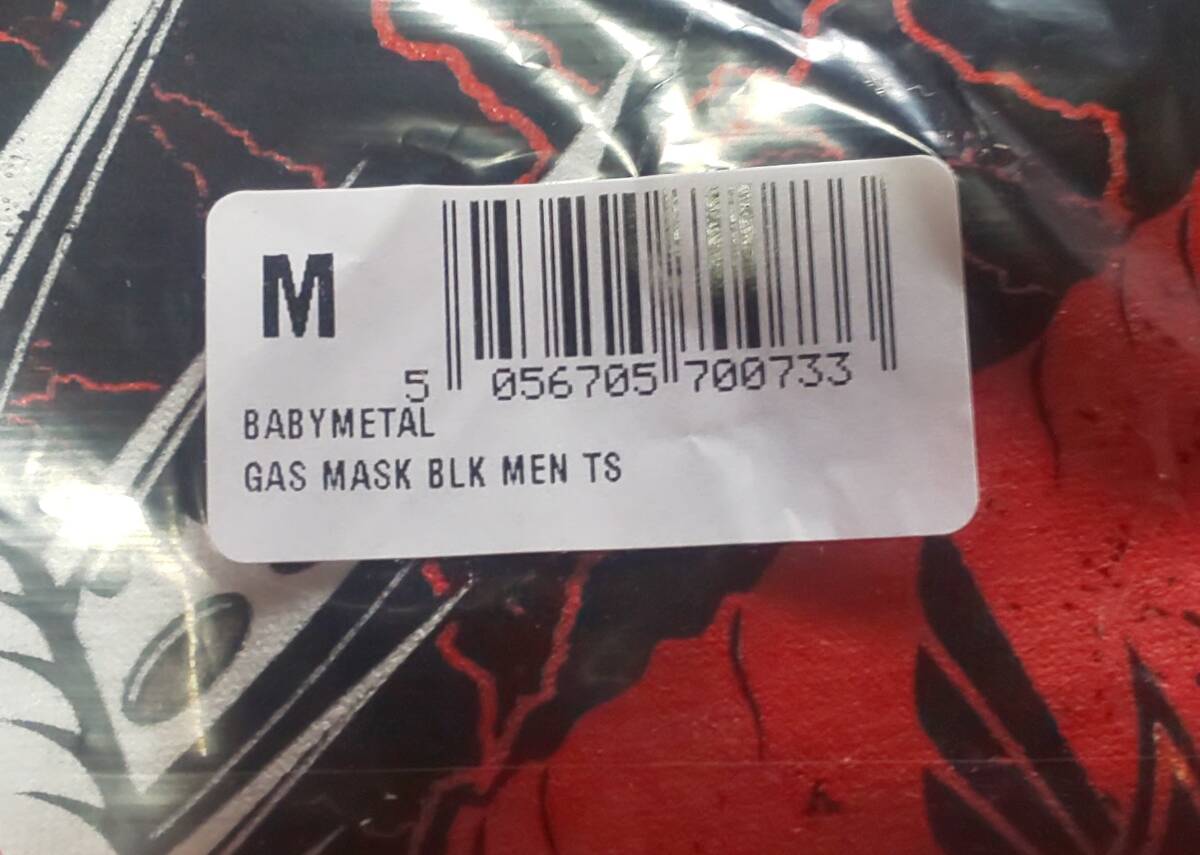 M
5 056705 700733
BABYMETAL
GAS MASK BLK MEN TS